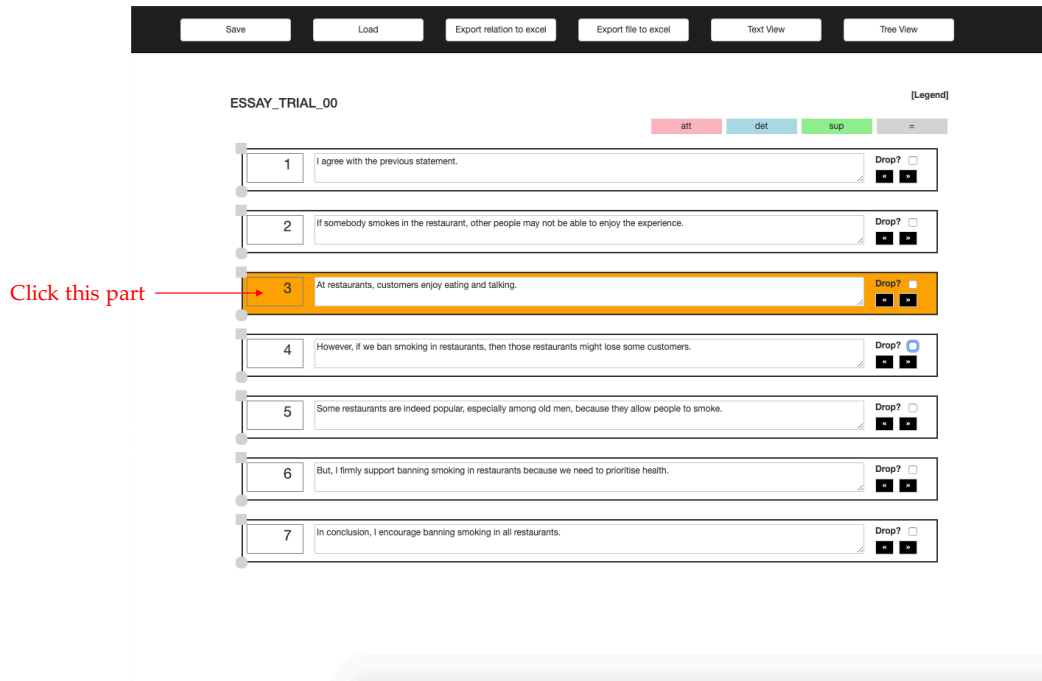 Save Load Export relation to excel Export file to excel Text View Tree View
ESSAY_TRIAL_00
[Legend]
att det sup =
1 I agree with the previous statement. Drop?
« »
2 If somebody smokes in the restaurant, other people may not be able to enjoy the experience. Drop?
« »
Click this part
3 At restaurants, customers enjoy eating and talking. Drop?
« »
4 However, if we ban smoking in restaurants, then those restaurants might lose some customers. Drop?
« »
5 Some restaurants are indeed popular, especially among old men, because they allow people to smoke. Drop?
« »
6 But, I firmly support banning smoking in restaurants because we need to prioritise health. Drop?
« »
7 In conclusion, I encourage banning smoking in all restaurants. Drop?
« »